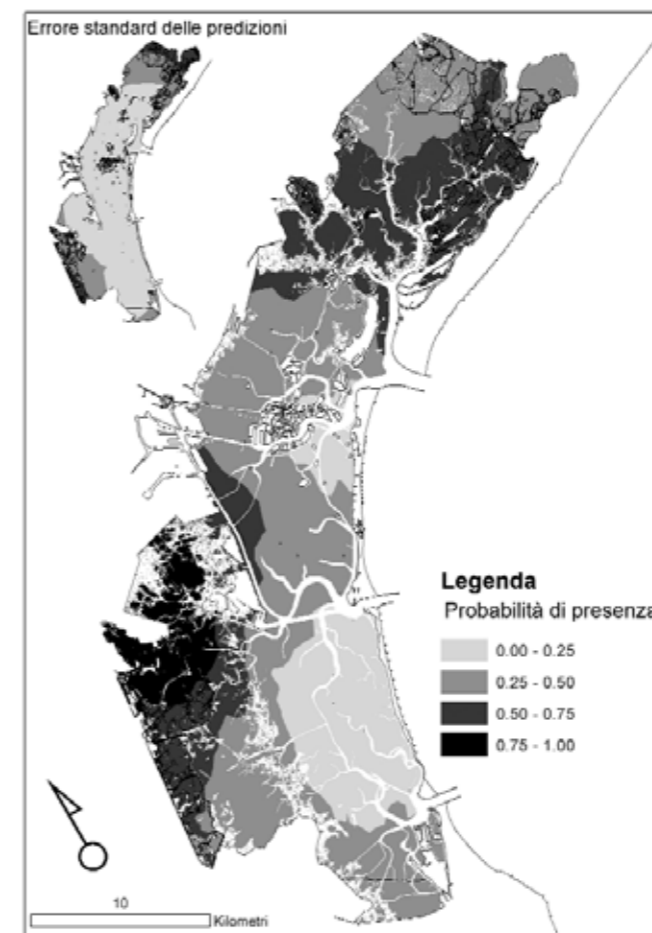 Errore standard delle predizioni
Legenda
Probabilità di presenza
0.00 - 0.25
0.25 - 0.50
0.50 - 0.75
0.75 - 1.00
10
Kilometri